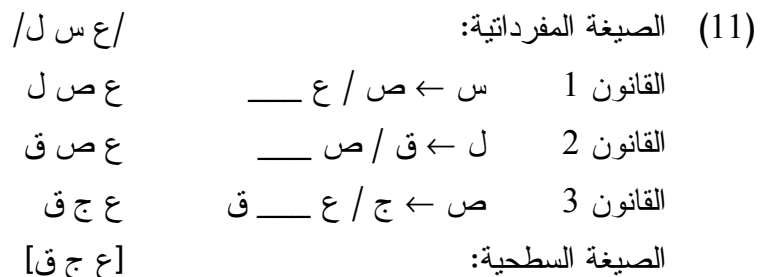 (11) الصيغة المفرداتية: /ع س ل/
القانون 1 س ← ص / ع ___ ع ص ل
القانون 2 ل ← ق / ص ___ ع ص ق
القانون 3 ص ← ج / ع ___ ق ع ج ق
الصيغة السطحية: [ع ج ق]